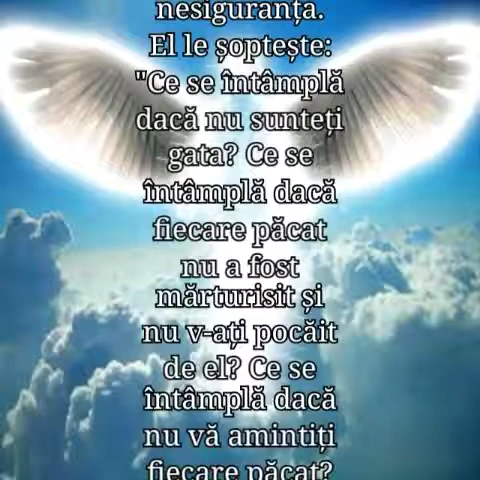 nesiguranța.
El le șoptește:
"Ce se întâmplă
dacă nu sunteți
gata? Ce se
întâmplă dacă
fiecare păcat
nu a fost
mărturisit și
nu v-ați pocăit
de el? Ce se
întâmplă dacă
nu vă amintiți
fiecare păcat?